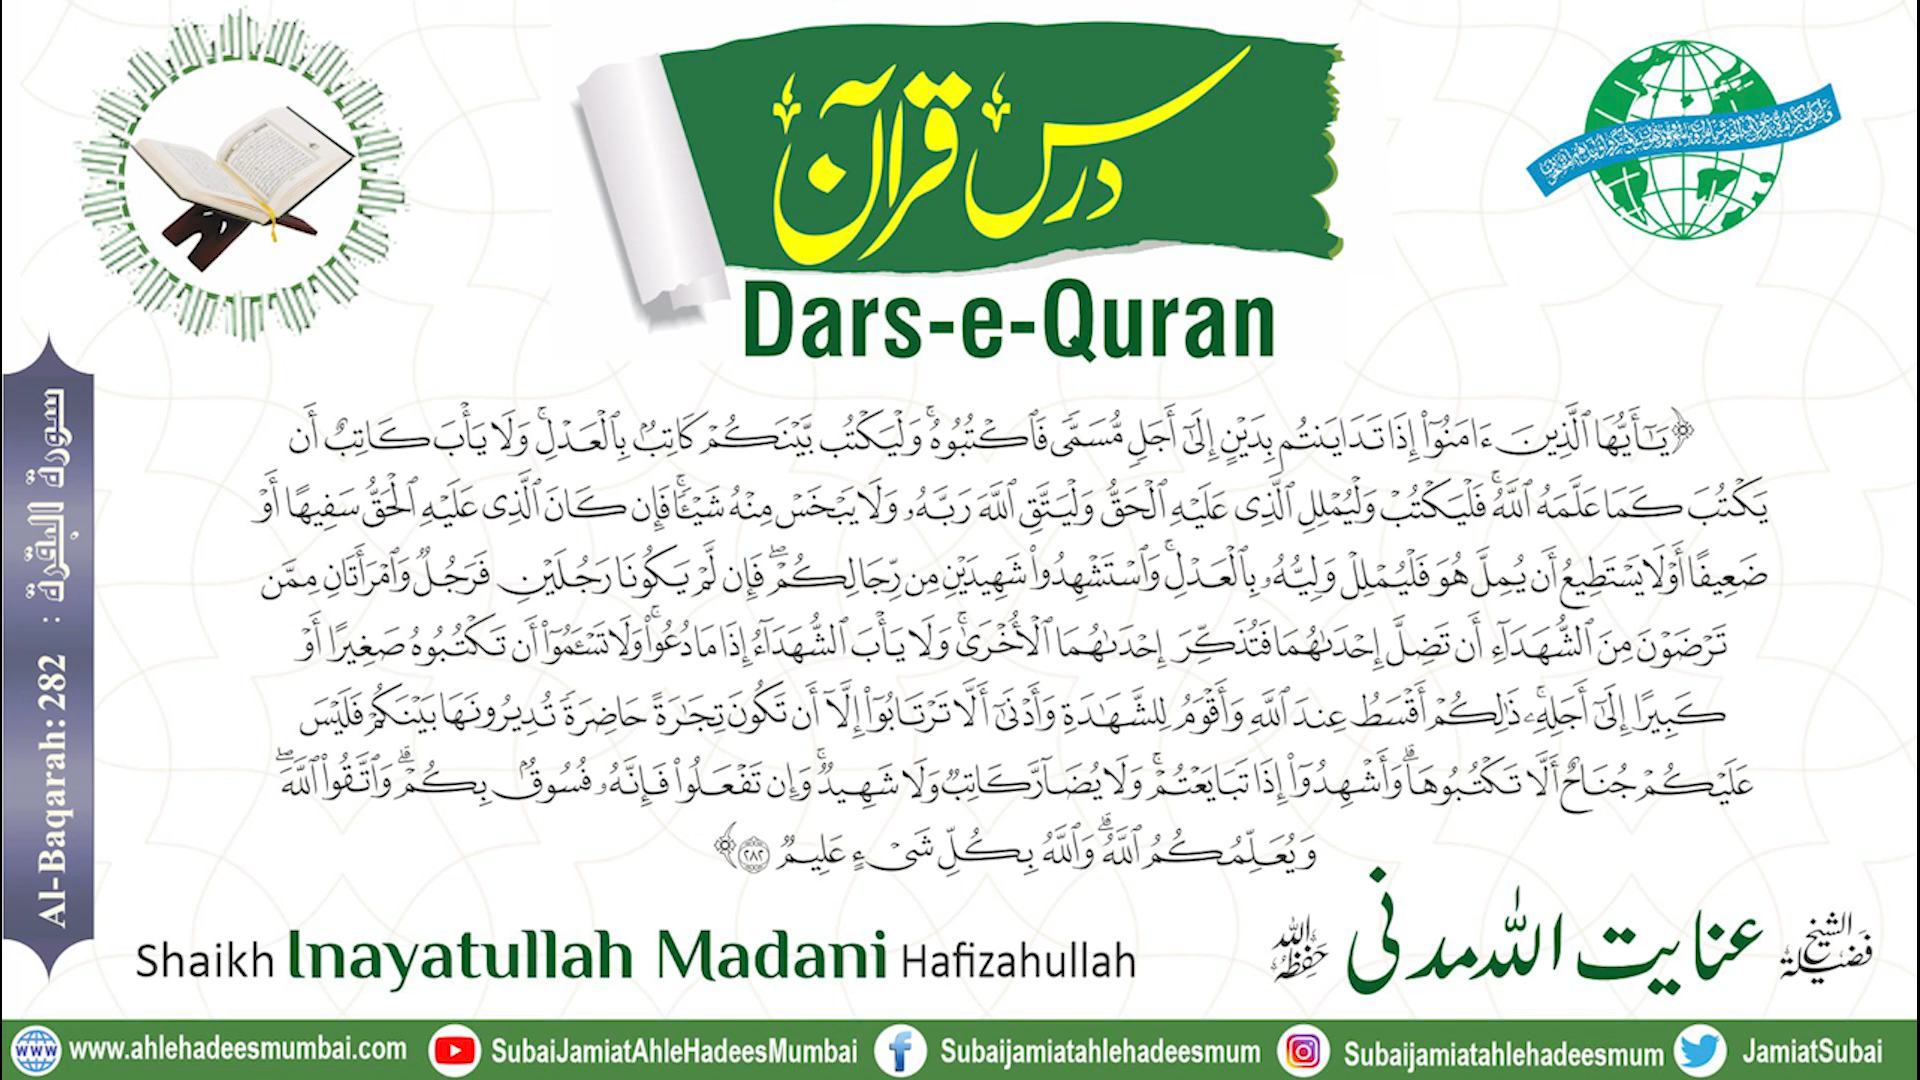 درس قرآن
Dars-e-Quran
سورة البقرة :
Al-Baqarah: 282
﴿يَٰٓأَيُّهَا ٱلَّذِينَ ءَامَنُوٓا۟ إِذَا تَدَايَنتُم بِدَيْنٍ إِلَىٰٓ أَجَلٍ مُّسَمًّى فَٱكْتُبُوهُ ۚ وَلْيَكْتُب بَّيْنَكُمْ كَاتِبٌۢ بِٱلْعَدْلِ ۚ وَلَا يَأْبَ كَاتِبٌ أَن
يَكْتُبَ كَمَا عَلَّمَهُ ٱللَّهُ ۚ فَلْيَكْتُبْ وَلْيُمْلِلِ ٱلَّذِى عَلَيْهِ ٱلْحَقُّ وَلْيَتَّقِ ٱللَّهَ رَبَّهُۥ وَلَا يَبْخَسْ مِنْهُ شَيْـًٔا ۚ فَإِن كَانَ ٱلَّذِى عَلَيْهِ ٱلْحَقُّ سَفِيهًا أَوْ
ضَعِيفًا أَوْ لَا يَسْتَطِيعُ أَن يُمِلَّ هُوَ فَلْيُمْلِلْ وَلِيُّهُۥ بِٱلْعَدْلِ ۚ وَٱسْتَشْهِدُوا۟ شَهِيدَيْنِ مِن رِّجَالِكُمْ ۖ فَإِن لَّمْ يَكُونَا رَجُلَيْنِ فَرَجُلٌ وَٱمْرَأَتَانِ مِمَّن
تَرْضَوْنَ مِنَ ٱلشُّهَدَآءِ أَن تَضِلَّ إِحْدَىٰهُمَا فَتُذَكِّرَ إِحْدَىٰهُمَا ٱلْأُخْرَىٰ ۚ وَلَا يَأْبَ ٱلشُّهَدَآءُ إِذَا مَا دُعُوا۟ ۚ وَلَا تَسْـَٔمُوٓا۟ أَن تَكْتُبُوهُ صَغِيرًا أَوْ
كَبِيرًا إِلَىٰٓ أَجَلِهِۦ ۚ ذَٰلِكُمْ أَقْسَطُ عِندَ ٱللَّهِ وَأَقْوَمُ لِلشَّهَٰدَةِ وَأَدْنَىٰٓ أَلَّا تَرْتَابُوٓا۟ إِلَّآ أَن تَكُونَ تِجَٰرَةً حَاضِرَةً تُدِيرُونَهَا بَيْنَكُمْ فَلَيْسَ
عَلَيْكُمْ جُنَاحٌ أَلَّا تَكْتُبُوهَا ۗ وَأَشْهِدُوٓا۟ إِذَا تَبَايَعْتُمْ ۚ وَلَا يُضَآرَّ كَاتِبٌ وَلَا شَهِيدٌ ۚ وَإِن تَفْعَلُوا۟ فَإِنَّهُۥ فُسُوقٌۢ بِكُمْ ۗ وَٱتَّقُوا۟ ٱللَّهَ ۖ
وَيُعَلِّمُكُمُ ٱللَّهُ ۗ وَٱللَّهُ بِكُلِّ شَىْءٍ عَلِيمٌ ٢٨٢﴾
فضيلة الشيخ عنایت اللہ مدنی حفظه الله
Shaikh Inayatullah Madani Hafizahullah
www.ahlehadeesmumbai.com SubaiJamiatAhleHadeesMumbai Subaijamiatahlehadeesmum Subaijamiatahlehadeesmum JamiatSubai